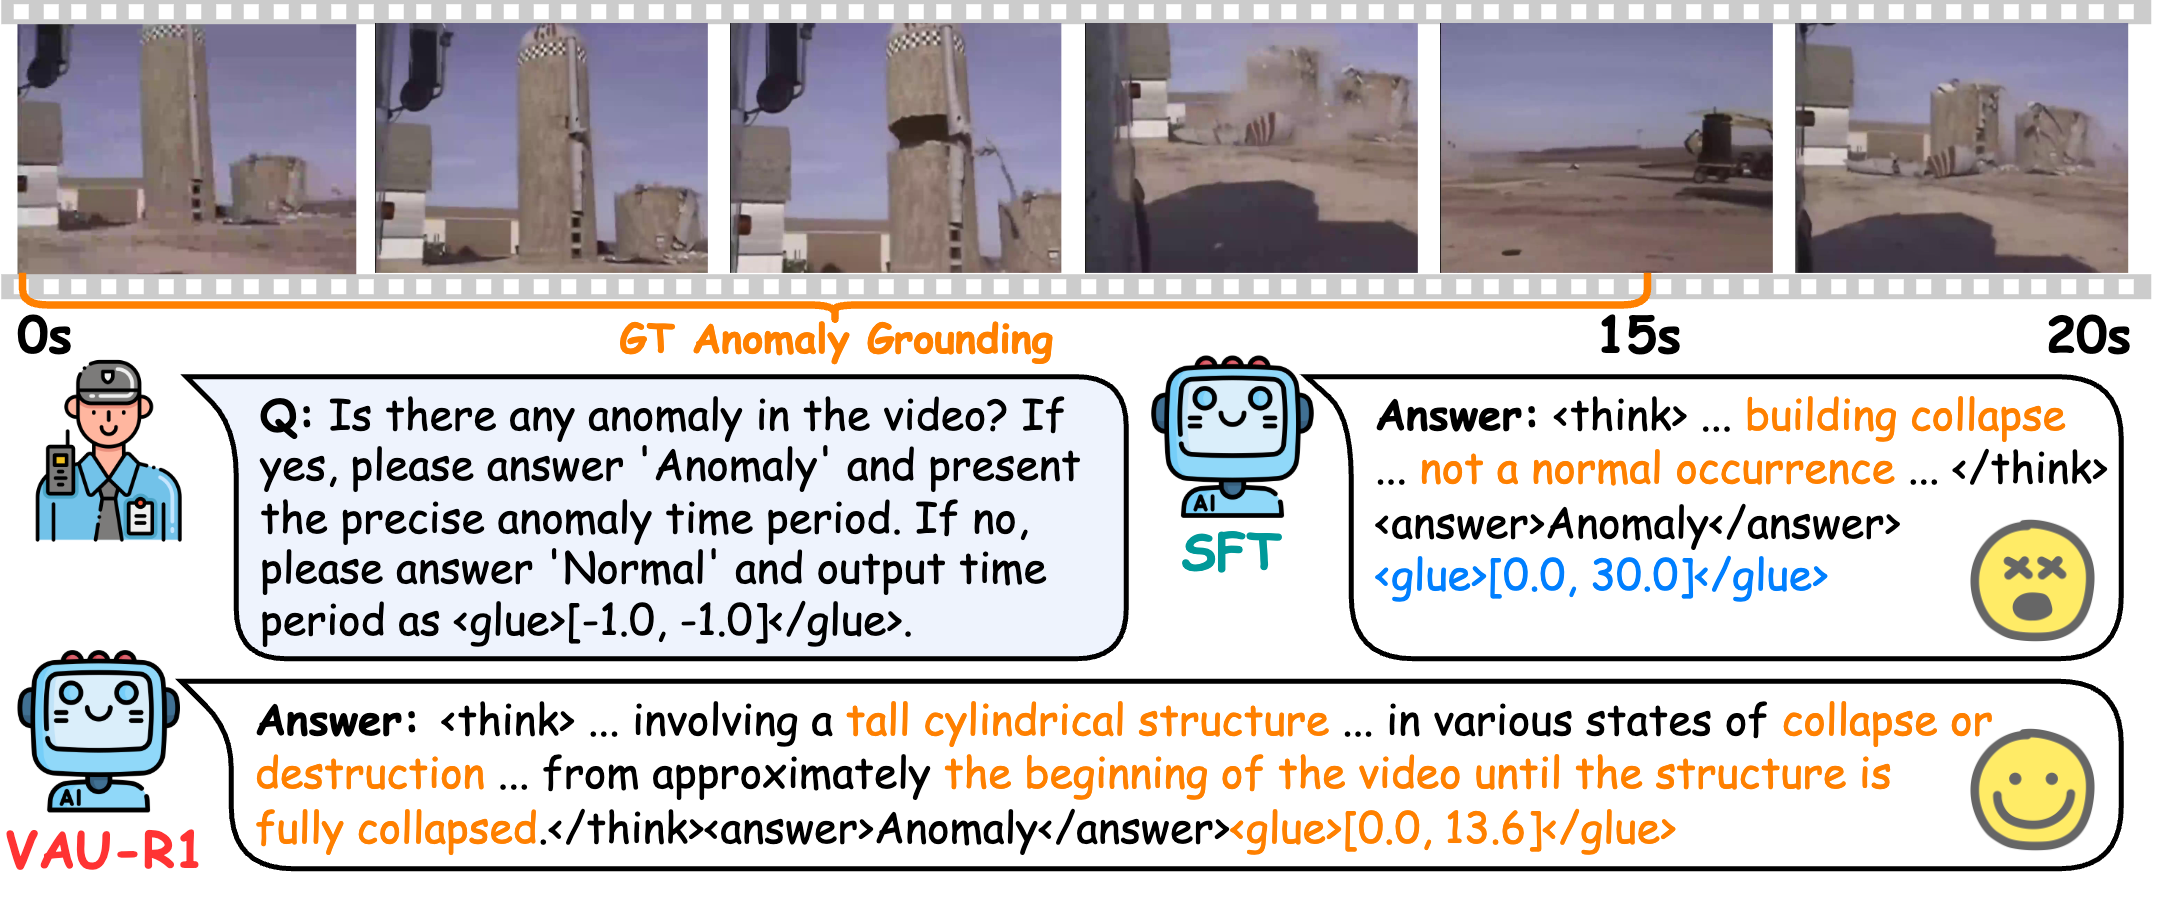 0s
GT Anomaly Grounding
15s
20s
Q: Is there any anomaly in the video? If
yes, please answer 'Anomaly' and present
the precise anomaly time period. If no,
please answer 'Normal' and output time
period as <glue>[-1.0, -1.0]</glue>.
AI
SFT
Answer: <think> ... building collapse
... not a normal occurrence ... </think>
<answer>Anomaly</answer>
<glue>[0.0, 30.0]</glue>
AI
VAU-R1
Answer: <think> ... involving a tall cylindrical structure ... in various states of collapse or
destruction ... from approximately the beginning of the video until the structure is
fully collapsed.</think><answer>Anomaly</answer><glue>[0.0, 13.6]</glue>